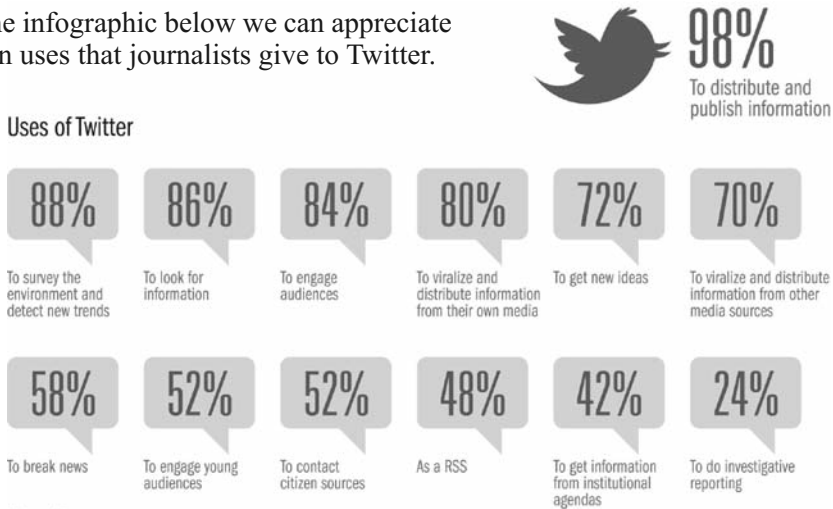 ne infographic below we can appreciate
n uses that journalists give to Twitter.
98%
To distribute and
publish information
Uses of Twitter
88%
To survey the
environment and
detect new trends
86%
To look for
information
84%
To engage
audiences
80%
To viralize and
distribute information
from their own media
72%
To get new ideas
70%
To viralize and distribute
information from other
media sources
58%
To break news
52%
To engage young
audiences
52%
To contact
citizen sources
48%
As a RSS
42%
To get information
from institutional
agendas
24%
To do investigative
reporting